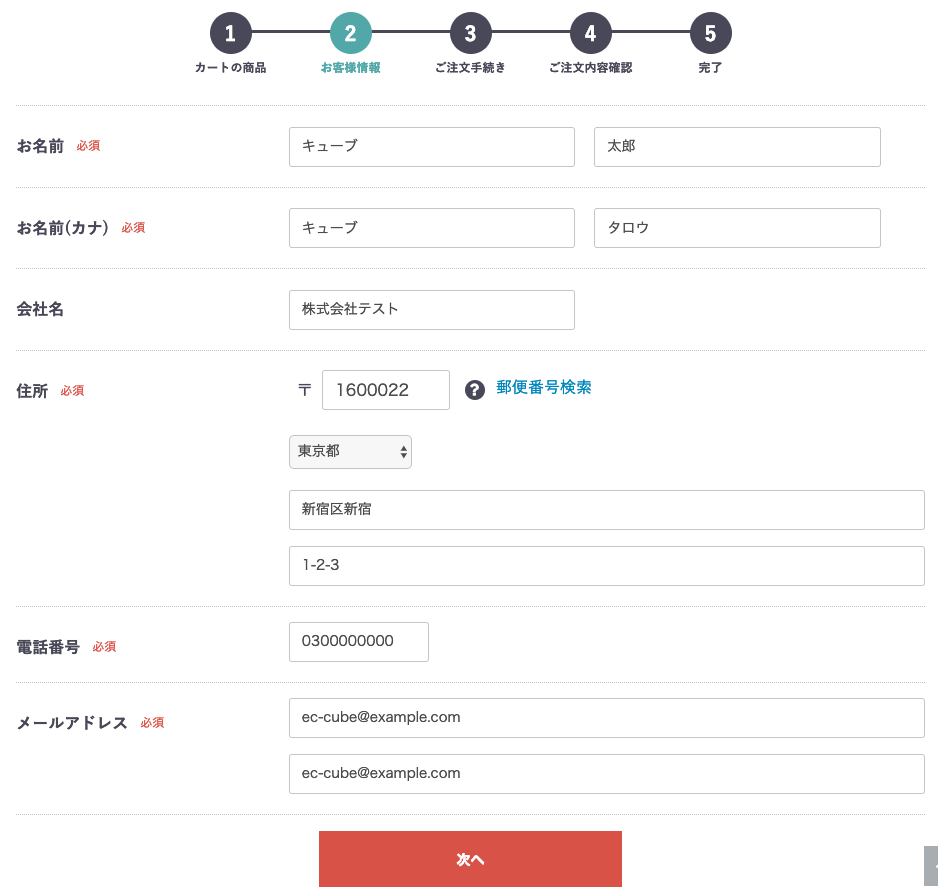 1 2 3 4 5
カートの商品 お客様情報 ご注文手続き ご注文内容確認 完了
お名前 必須 キューブ 太郎
お名前(カナ) 必須 キューブ タロウ
会社名 株式会社テスト
住所 必須 〒 1600022 ? 郵便番号検索
東京都
新宿区新宿
1-2-3
電話番号 必須 0300000000
メールアドレス 必須 ec-cube@example.com
ec-cube@example.com
次へ